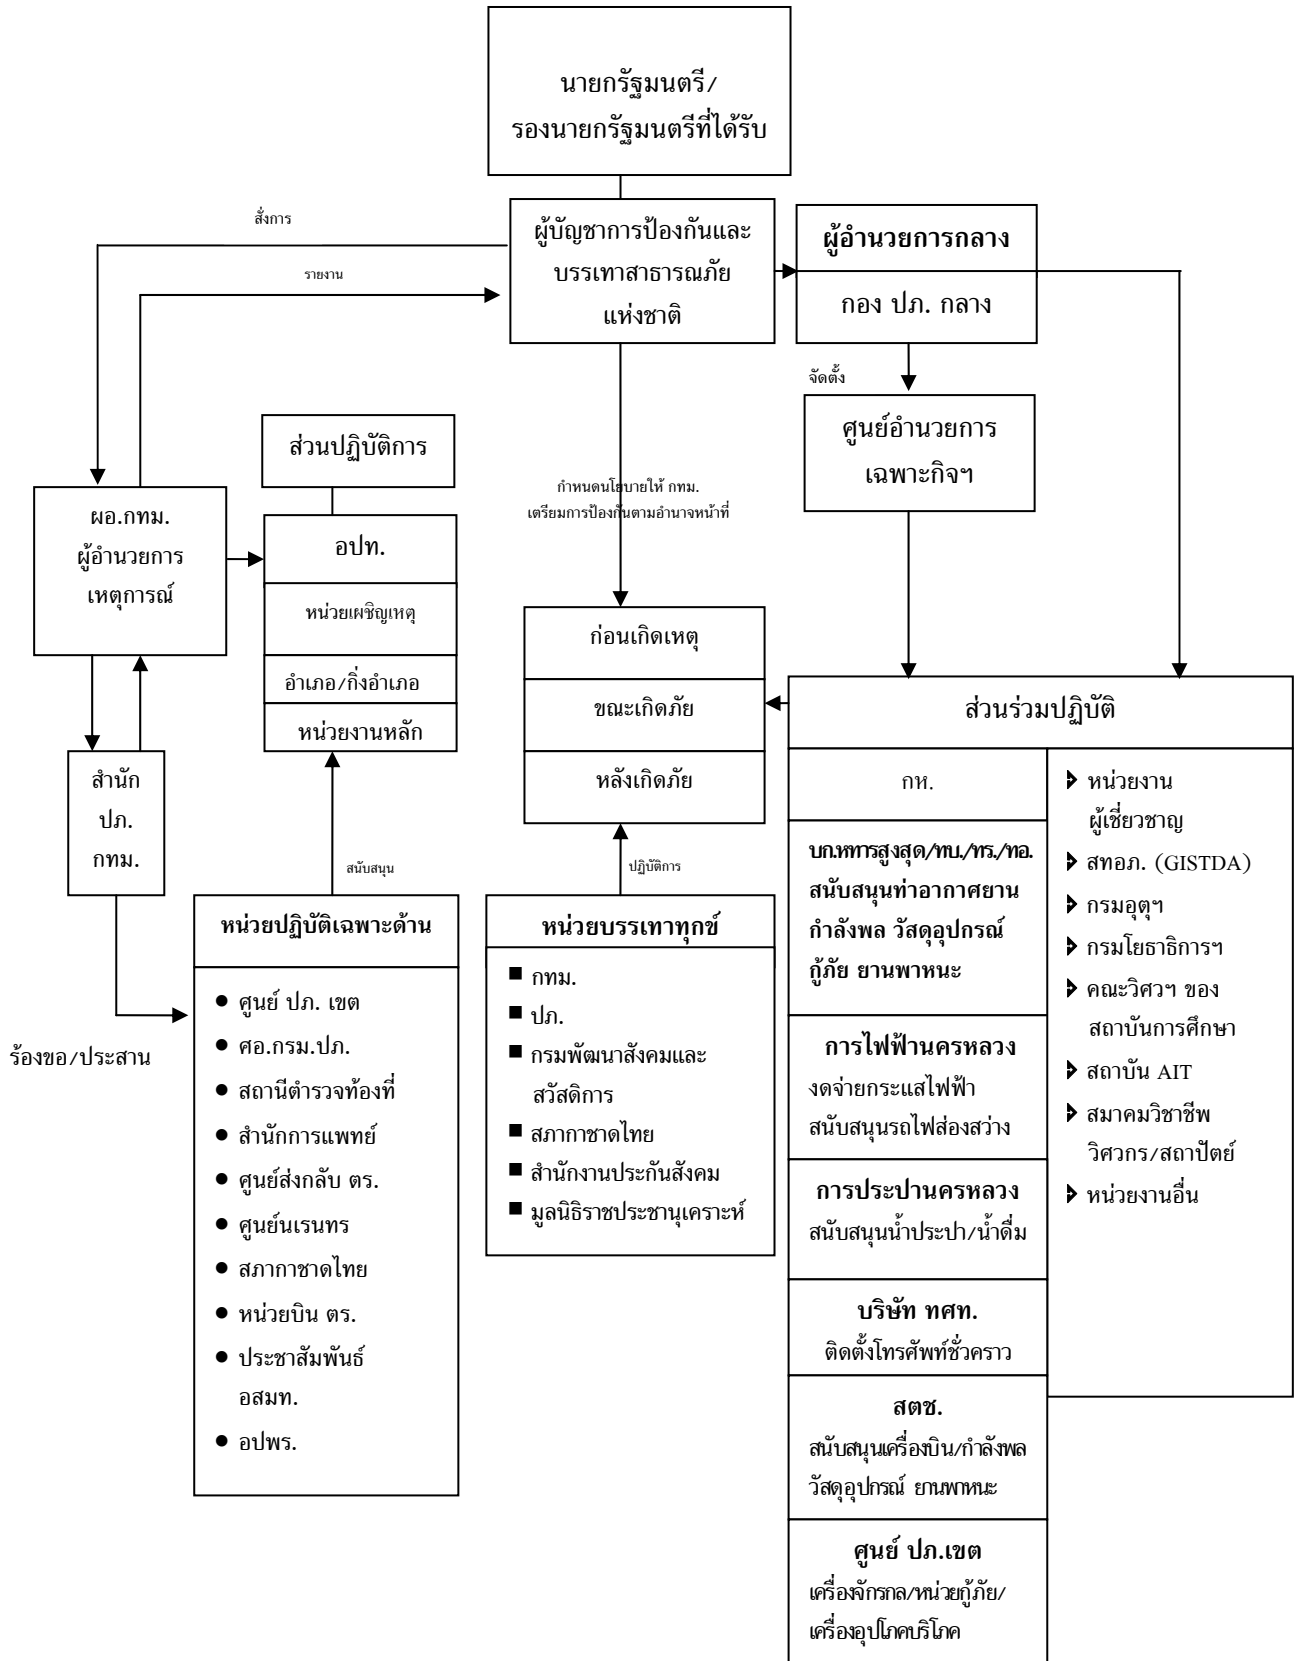 นายกรัฐมนตรี/
รองนายกรัฐมนตรีที่ได้รับ
สั่งการ
รายงาน
ผู้บัญชาการป้องกันและ
บรรเทาสาธารณภัย
แห่งชาติ
ผู้อำนวยการกลาง
กอง ปภ. กลาง
จัดตั้ง
ศูนย์อำนวยการ
เฉพาะกิจฯ
ส่วนปฏิบัติการ
กำหนดนโยบายให้ กทม.
เตรียมการป้องกันตามอำนาจหน้าที่
ผอ.กทม.
ผู้อำนวยการ
เหตุการณ์
อปท.
หน่วยเผชิญเหตุ
อำเภอ/กิ่งอำเภอ
หน่วยงานหลัก
ก่อนเกิดเหตุ
ขณะเกิดภัย
หลังเกิดภัย
สำนัก
ปภ.
กทม.
สนับสนุน
ปฏิบัติการ
ร้องขอ/ประสาน
หน่วยปฏิบัติเฉพาะด้าน
● ศูนย์ ปภ. เขต
● ศอ.กรม.ปภ.
● สถานีตำรวจท้องที่
● สำนักการแพทย์
● ศูนย์ส่งกลับ ตร.
● ศูนย์นเรนทร
● สภากาชาดไทย
● หน่วยบิน ตร.
● ประชาสัมพันธ์
อสมท.
● อปพร.
หน่วยบรรเทาทุกข์
■ กทม.
■ ปภ.
■ กรมพัฒนาสังคมและ
สวัสดิการ
■ สภากาชาดไทย
■ สำนักงานประกันสังคม
■ มูลนิธิราชประชานุเคราะห์
ส่วนร่วมปฏิบัติ
กห.
บก.ทหารสูงสุด/ทบ./ทร./ทอ.
สนับสนุนท่าอากาศยาน
กำลังพล วัสดุอุปกรณ์
กู้ภัย ยานพาหนะ
การไฟฟ้านครหลวง
งดจ่ายกระแสไฟฟ้า
สนับสนุนรถไฟส่องสว่าง
การประปานครหลวง
สนับสนุนน้ำประปา/น้ำดื่ม
บริษัท ทศท.
ติดตั้งโทรศัพท์ชั่วคราว
สตช.
สนับสนุนเครื่องบิน/กำลังพล
วัสดุอุปกรณ์ ยานพาหนะ
ศูนย์ ปภ.เขต
เครื่องจักรกล/หน่วยกู้ภัย/
เครื่องอุปโภคบริโภค
หน่วยงาน
ผู้เชี่ยวชาญ
สทอภ. (GISTDA)
กรมอุตุฯ
กรมโยธาธิการฯ
คณะวิศวฯ ของ
สถาบันการศึกษา
สถาบัน AIT
สมาคมวิชาชีพ
วิศวกร/สถาปัตย์
หน่วยงานอื่น